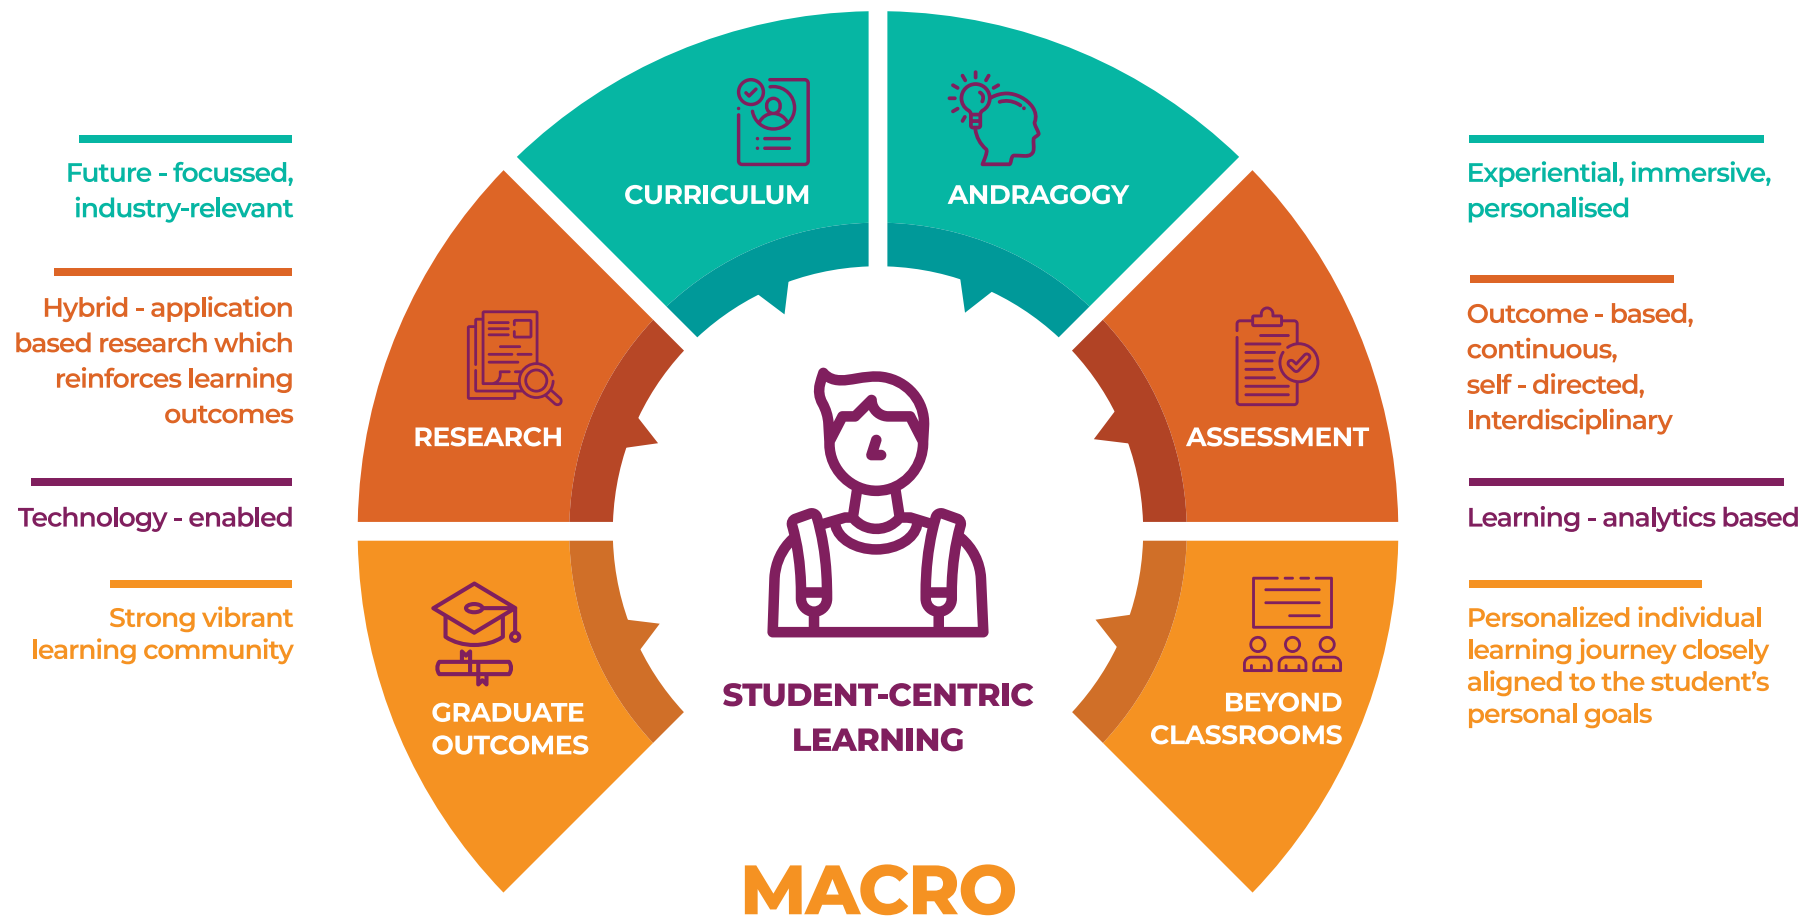 CURRICULUM
ANDRAGOGY
RESEARCH
ASSESSMENT
GRADUATE
OUTCOMES
BEYOND
CLASSROOMS
STUDENT-CENTRIC
LEARNING
MACRO
Future - focussed,
industry-relevant
Hybrid - application
based research which
reinforces learning
outcomes
Technology - enabled
Strong vibrant
learning community
Experiential, immersive,
personalised
Outcome - based,
continuous,
self - directed,
Interdisciplinary
Learning - analytics based
Personalized individual
learning journey closely
aligned to the student’s
personal goals